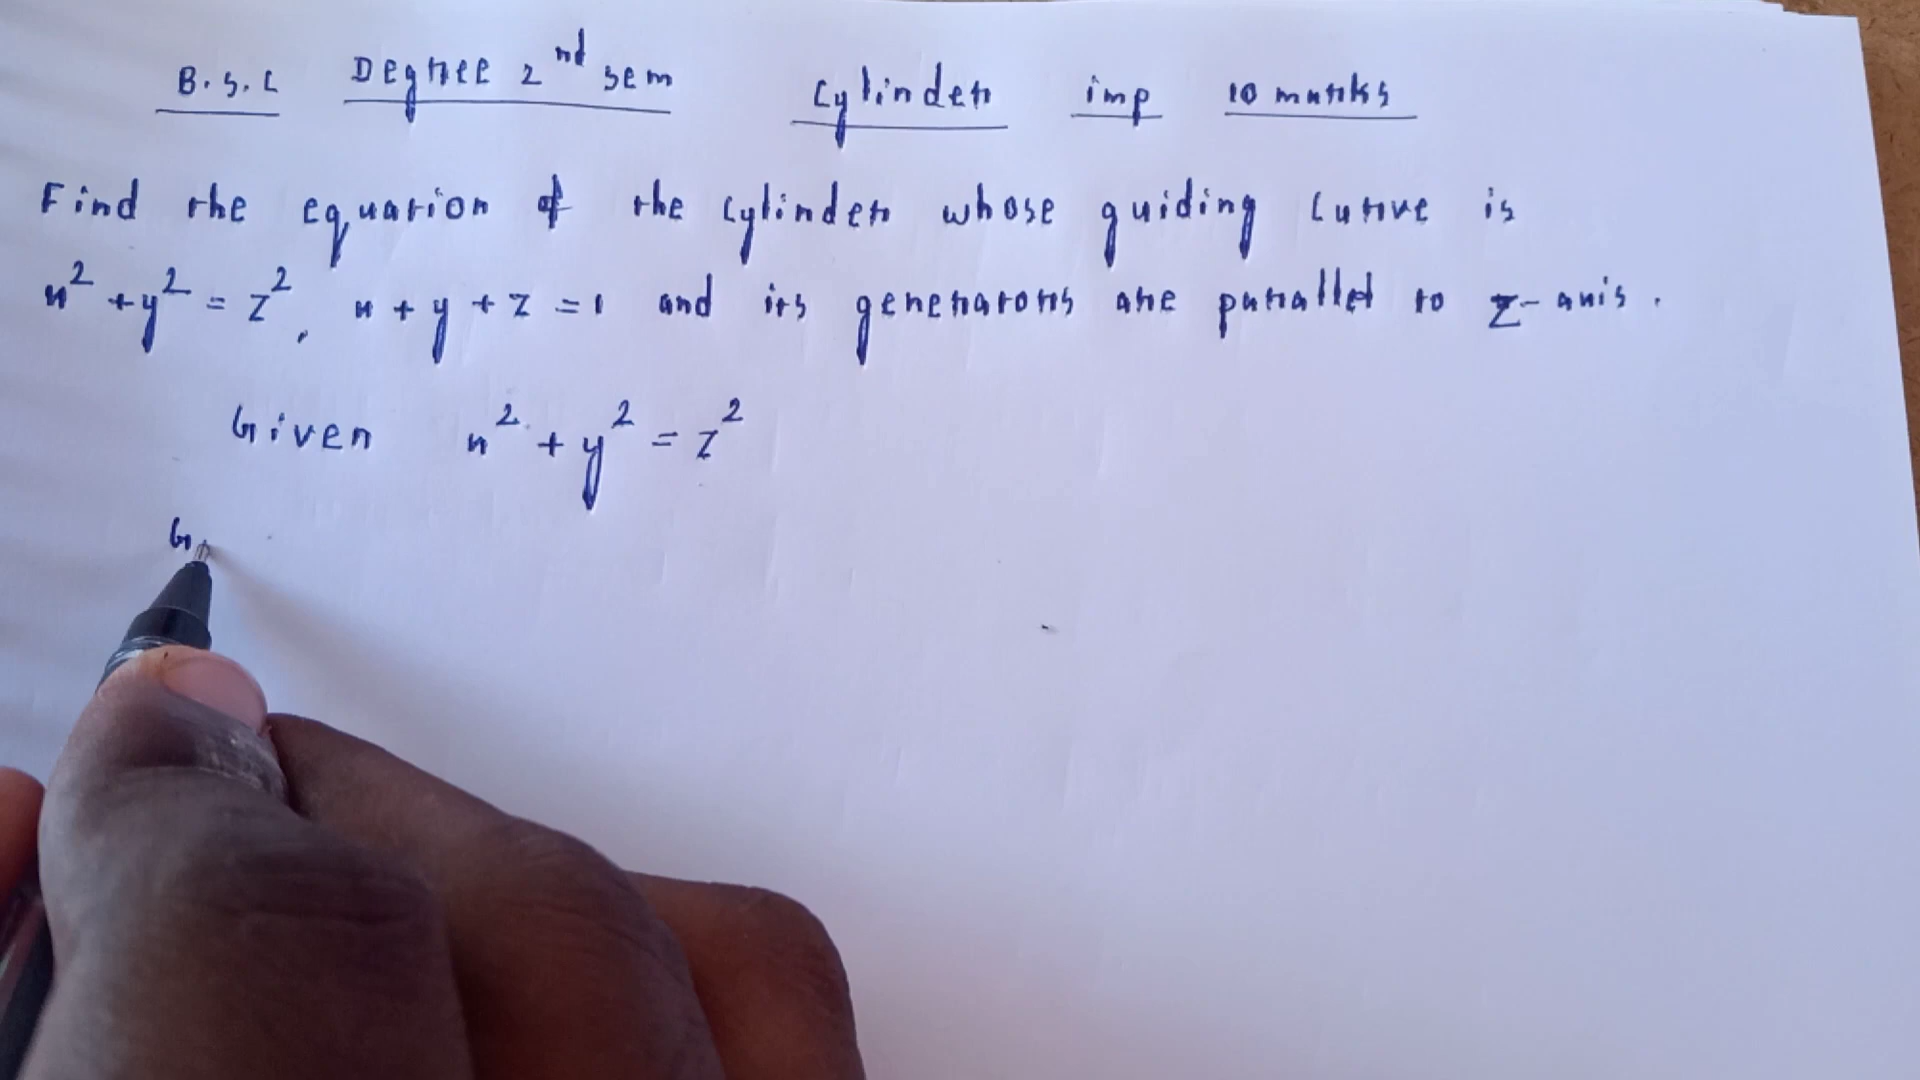 B.S.C Degree 2nd sem cylinder imp 10 marks
Find the equation of the cylinder whose guiding curve is
x² + y² = z², x + y + z = 1 and its generators are parallel to z-axis.
Given x² + y² = z²
G